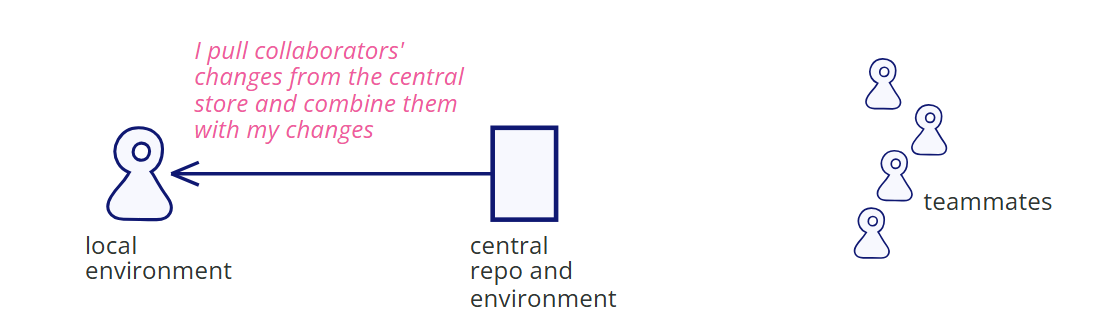 I pull collaborators'
changes from the central
store and combine them
with my changes
local
environment
central
repo and
environment
teammates